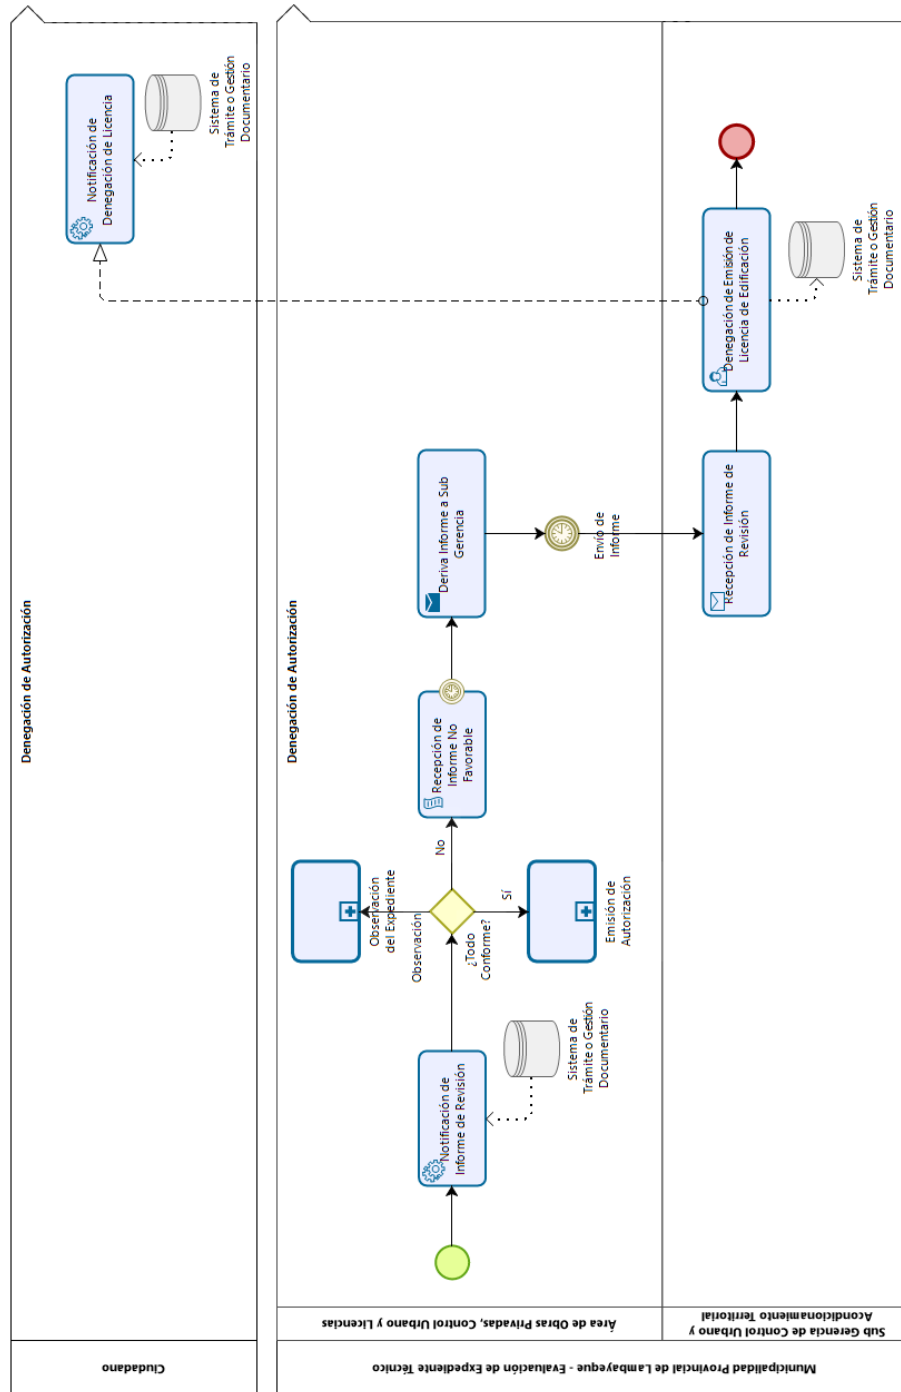 Ciudadano
Denegación de Autorización
Notificación de
Denegación de Licencia
Sistema de
Trámite o Gestión
Documentario
Municipalidad Provincial de Lambayeque - Evaluación de Expediente Técnico
Área de Obras Privadas, Control Urbano y Licencias
Denegación de Autorización
Notificación de
Informe de Revisión
Sistema de
Trámite o Gestión
Documentario
¿Todo
Conforme?
Observación
Observación
del Expediente
Sí
Emisión de
Autorización
No
Recepción de
Informe No
Favorable
Deriva Informe a Sub
Gerencia
Envío de
Informe
Sub Gerencia de Control Urbano y
Acondicionamiento Territorial
Recepción de Informe de
Revisión
Denegación de Emisión de
Licencia de Edificación
Sistema de
Trámite o Gestión
Documentario